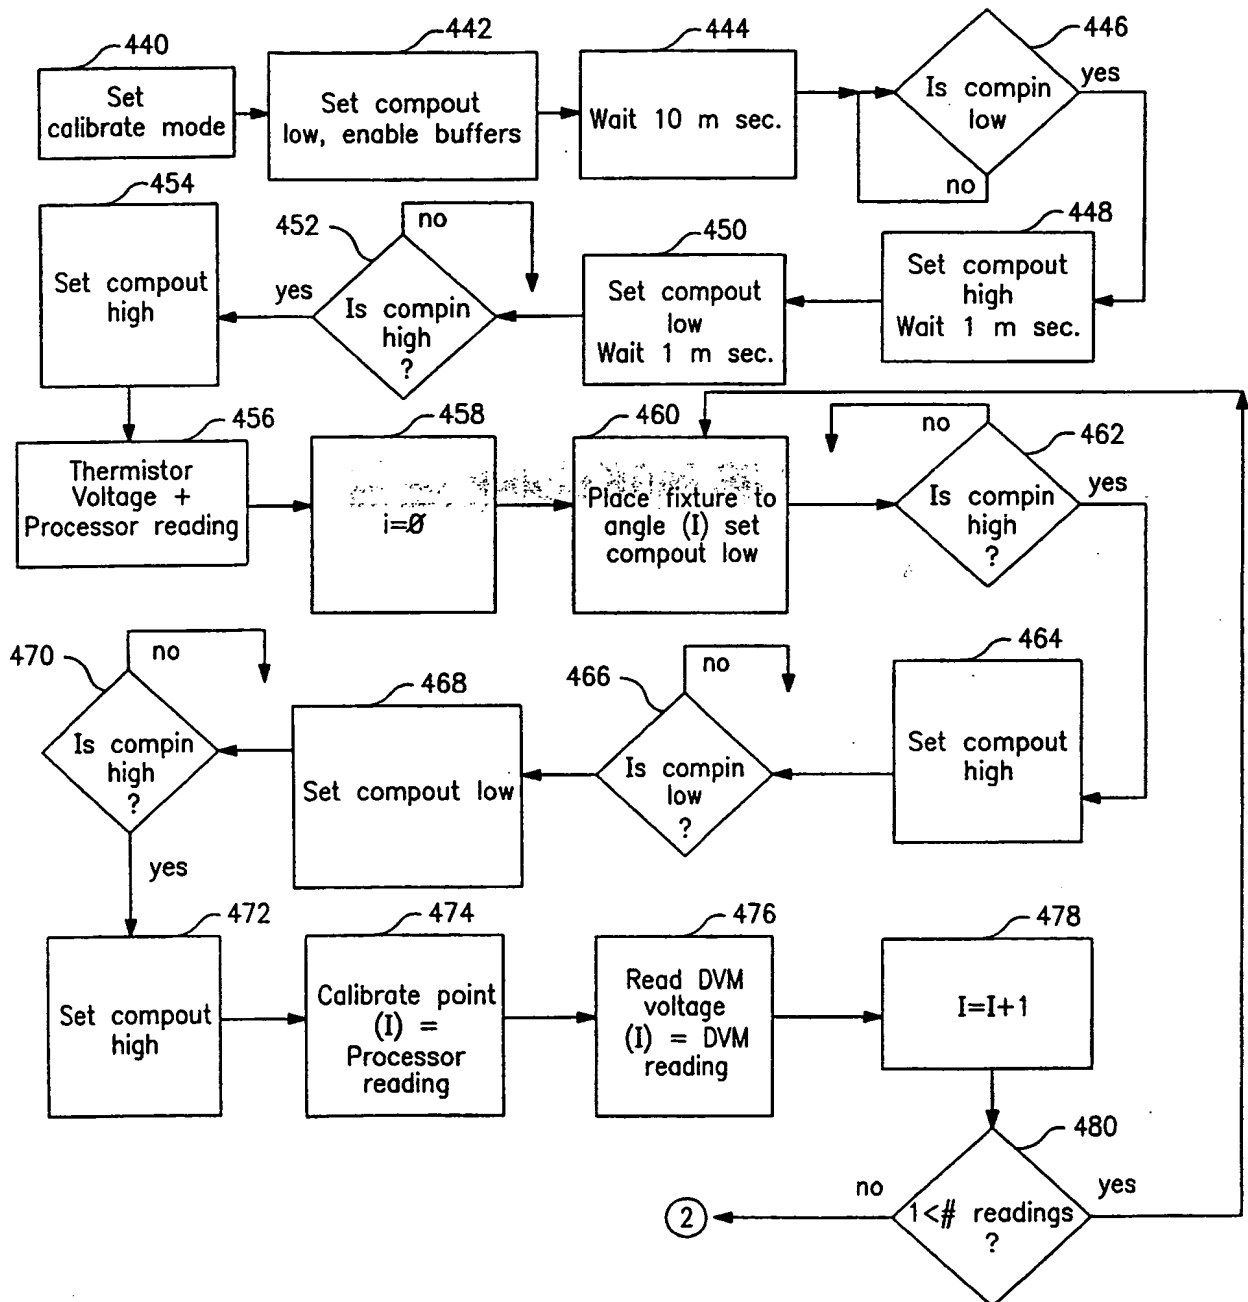 440
Set
calibrate mode
442
Set compout
low, enable buffers
444
Wait 10 m sec.
446
Is compin
low
yes
no
448
Set compout
high
Wait 1 m sec.
450
Set compout
low
Wait 1 m sec.
452
no
Is compin
high
?
yes
454
Set compout
high
456
Thermistor
Voltage +
Processor reading
458
i=Ø
460
Place fixture to
angle (I) set
compout low
462
no
Is compin
high
?
yes
464
Set compout
high
466
no
Is compin
low
?
468
Set compout low
470
no
Is compin
high
?
yes
472
Set compout
high
474
Calibrate point
(I) =
Processor
reading
476
Read DVM
voltage
(I) = DVM
reading
478
I=I+1
480
1<# readings
?
yes
no
2